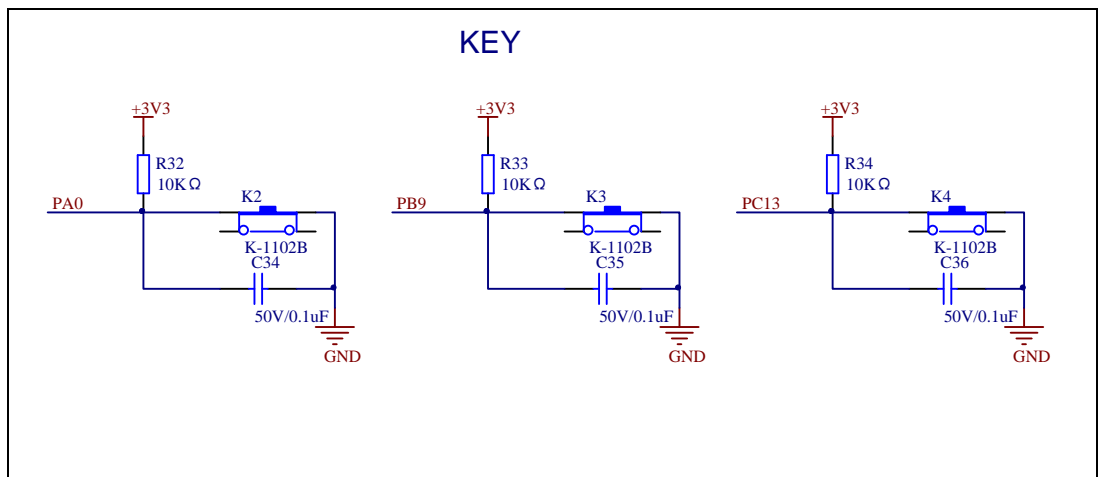 KEY
+3V3
R32
10KΩ
PA0
K2
K-1102B
C34
50V/0.1uF
GND
+3V3
R33
10KΩ
PB9
K3
K-1102B
C35
50V/0.1uF
GND
+3V3
R34
10KΩ
PC13
K4
K-1102B
C36
50V/0.1uF
GND